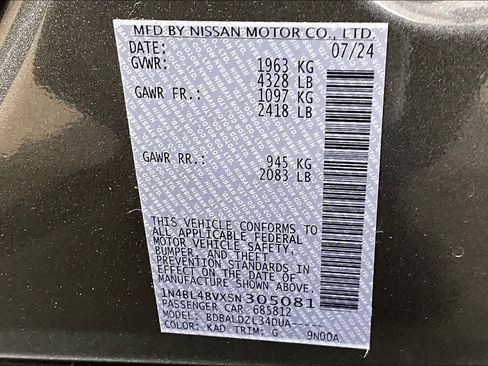 MFD BY NISSAN MOTOR CO., LTD.
DATE: 07/24
GVWR: 1963 KG
4328 LB
GAWR FR.: 1097 KG
2418 LB
GAWR RR.: 945 KG
2083 LB
THIS VEHICLE CONFORMS TO
ALL APPLICABLE FEDERAL
MOTOR VEHICLE SAFETY,
BUMPER, AND THEFT
PREVENTION STANDARDS IN
EFFECT ON THE DATE OF
MANUFACTURE SHOWN ABOVE.
1N4BL4BVXSN305081
PASSENGER CAR 685812
MODEL: BDBALDZL34DUA----
COLOR: KAD TRIM: G 9N00A